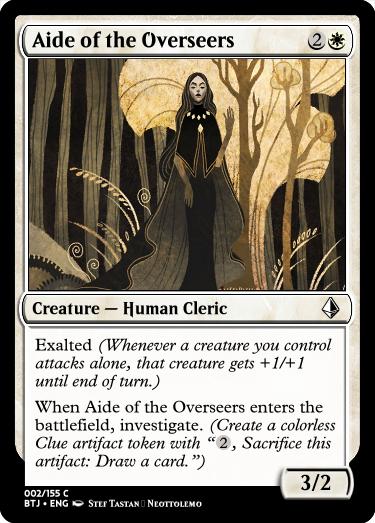 Aide of the Overseers 2
Creature — Human Cleric
Exalted (Whenever a creature you control
attacks alone, that creature gets +1/+1
until end of turn.)
When Aide of the Overseers enters the
battlefield, investigate. (Create a colorless
Clue artifact token with “2, Sacrifice this
artifact: Draw a card.”)
3/2
002/155 C
BTJ • ENG Stef Tastan | Neottolemo